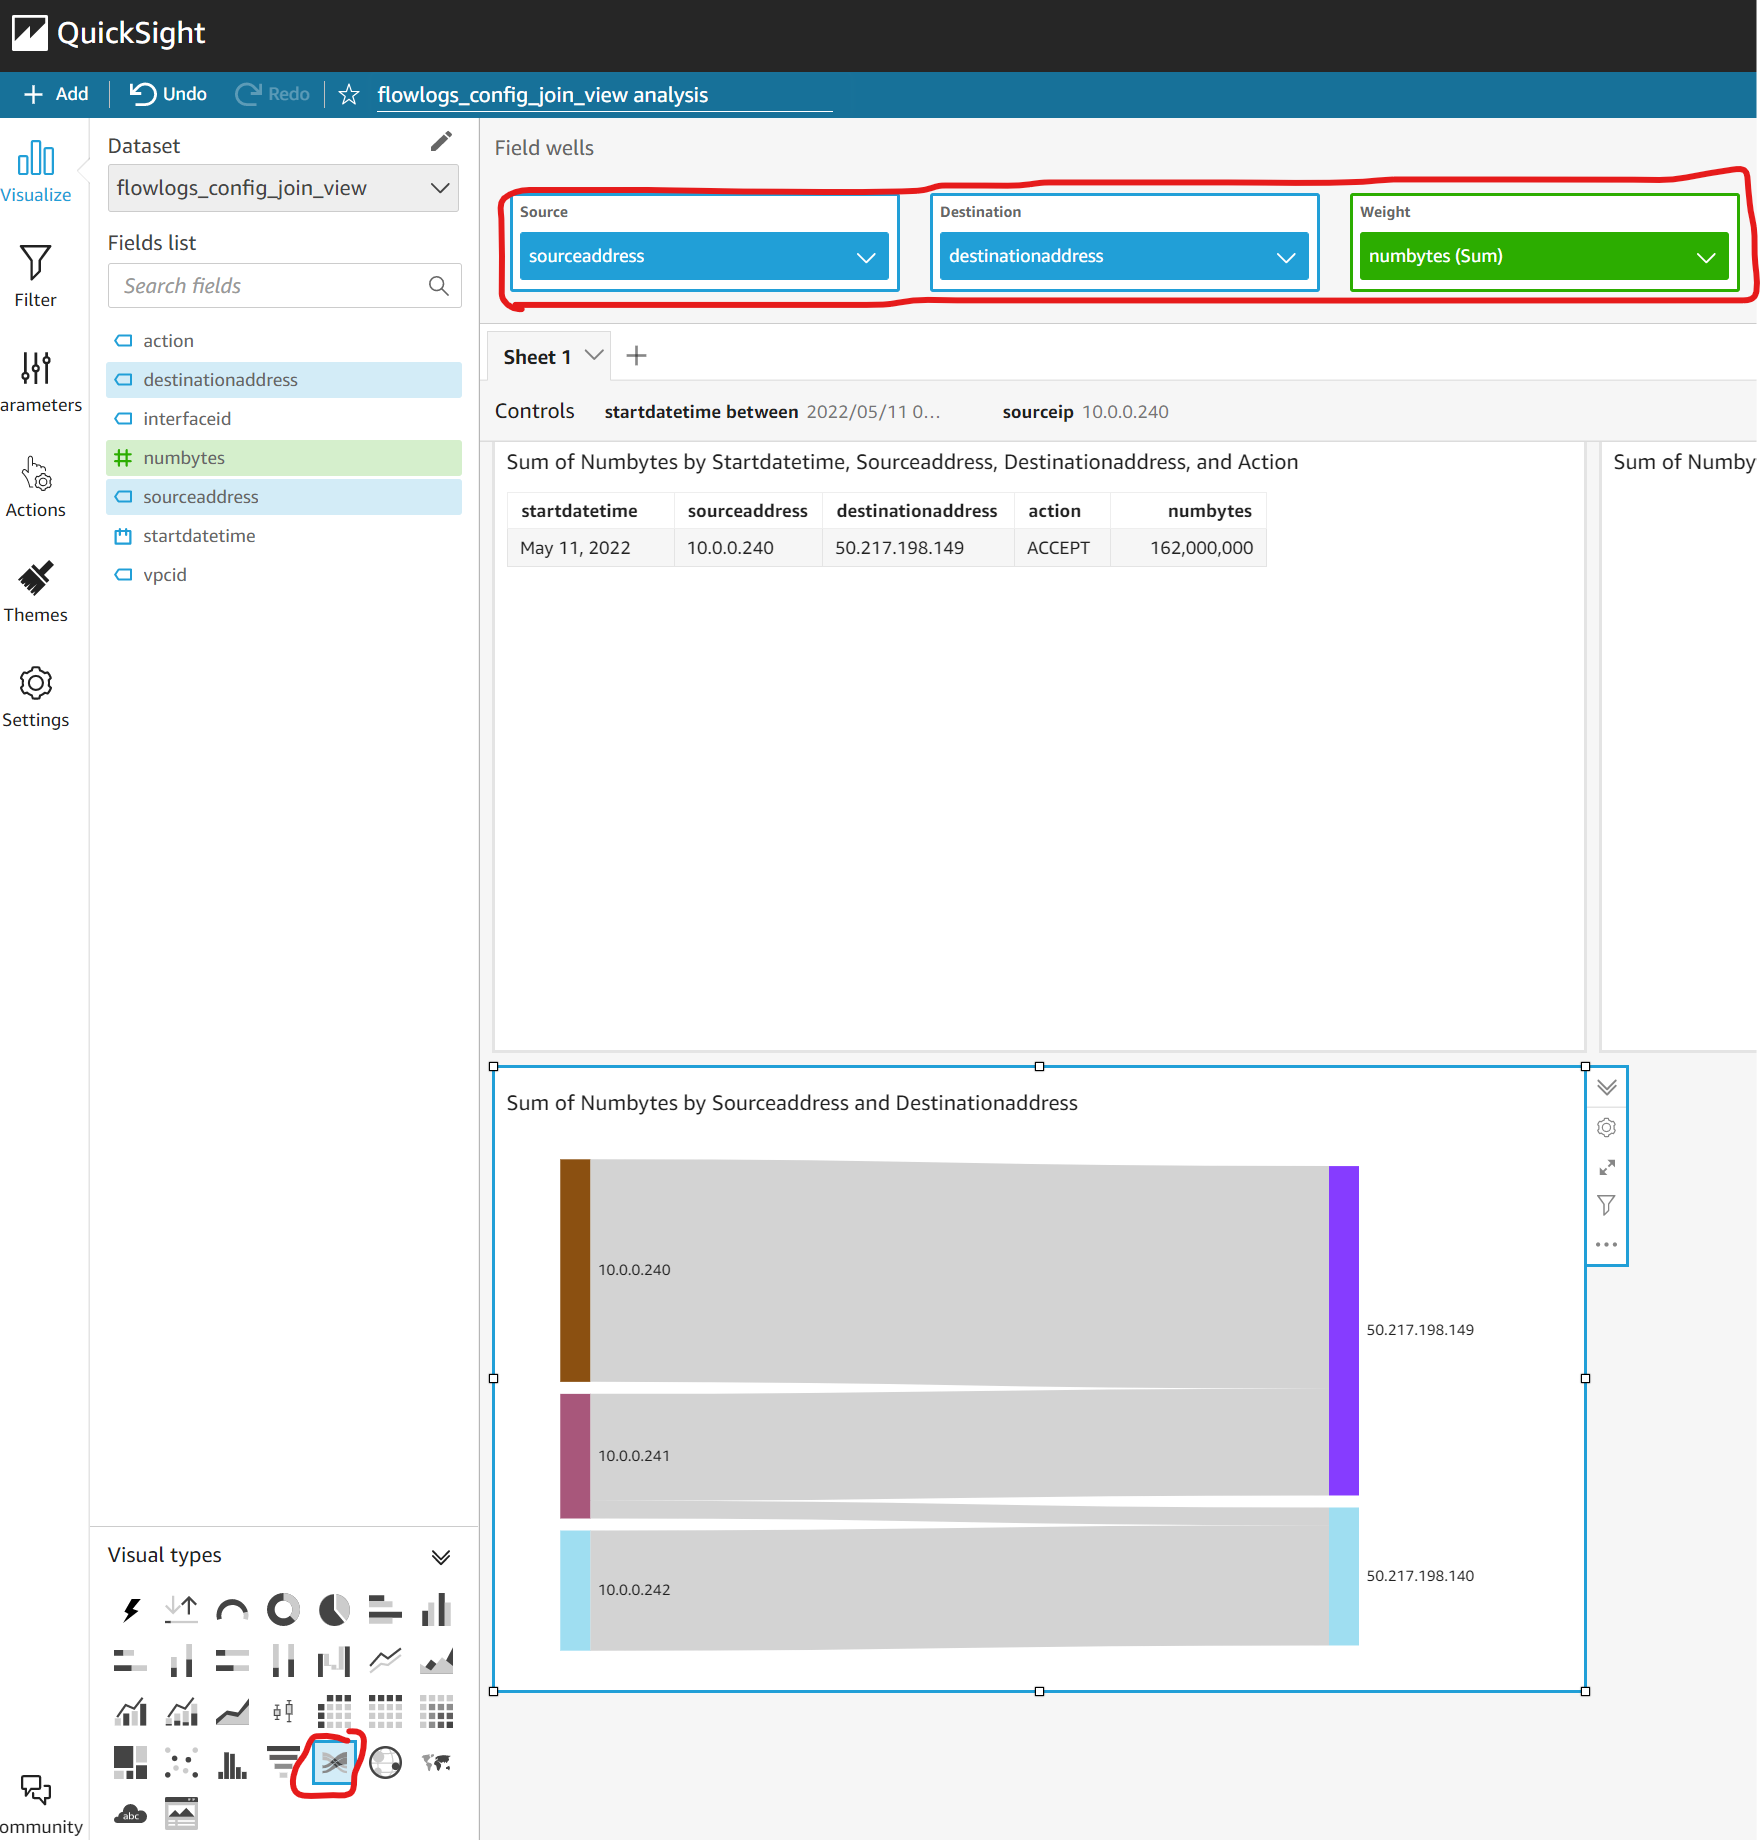 QuickSight
Add
Undo
Redo
flowlogs_config_join_view analysis
Visualize
Filter
arameters
Actions
Themes
Settings
ommunity
Dataset
flowlogs_config_join_view
Fields list
Search fields
action
destinationaddress
interfaceid
numbytes
sourceaddress
startdatetime
vpcid
Visual types
abc
Field wells
Source
sourceaddress
Destination
destinationaddress
Weight
numbytes (Sum)
Sheet 1
Controls startdatetime between 2022/05/11 0... sourceip 10.0.0.240
Sum of Numbytes by Startdatetime, Sourceaddress, Destinationaddress, and Action
startdatetime sourceaddress destinationaddress action numbytes
May 11, 2022 10.0.0.240 50.217.198.149 ACCEPT 162,000,000
Sum of Numby
Sum of Numbytes by Sourceaddress and Destinationaddress
10.0.0.240
50.217.198.149
10.0.0.241
10.0.0.242
50.217.198.140